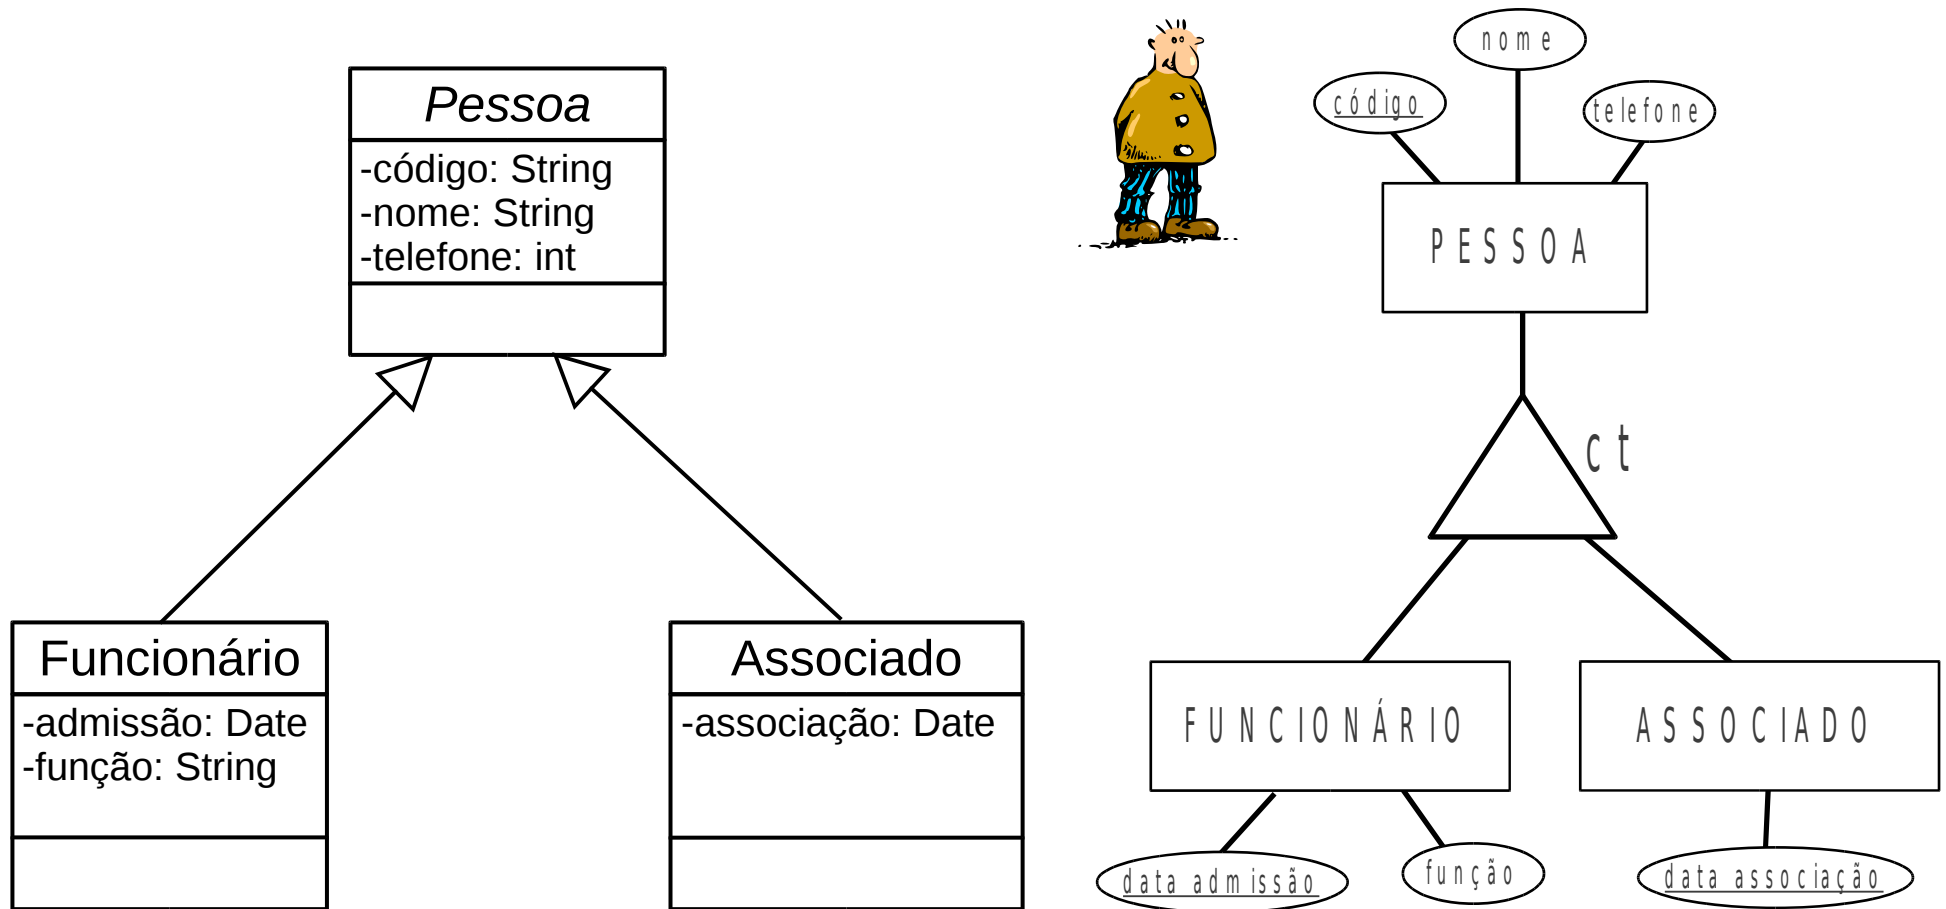 Pessoa
-código: String
-nome: String
-telefone: int
Funcionário
-admissão: Date
-função: String
Associado
-associação: Date
nome
código
telefone
PESSOA
ct
FUNCIONÁRIO
ASSOCIADO
data admissão
função
data associação